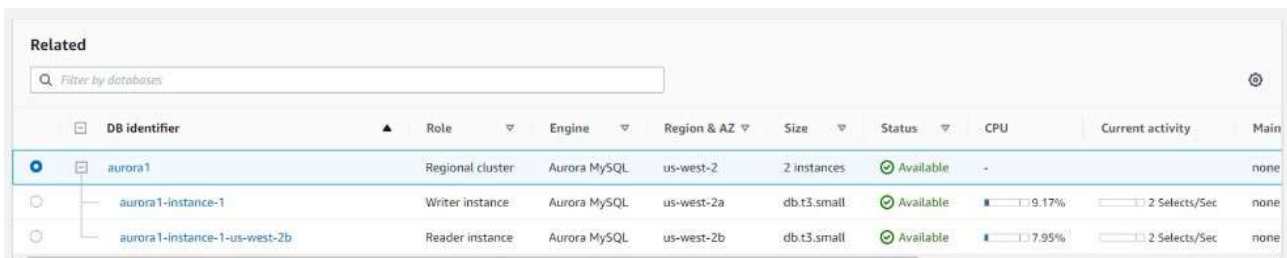 Related
Filter by databases
DB identifier Role Engine Region & AZ Size Status CPU Current activity Main
aurora1 Regional cluster Aurora MySQL us-west-2 2 instances Available - none
aurora1-instance-1 Writer instance Aurora MySQL us-west-2a db.t3.small Available 9.17% 2 Selects/Sec none
aurora1-instance-1-us-west-2b Reader instance Aurora MySQL us-west-2b db.t3.small Available 7.95% 2 Selects/Sec none